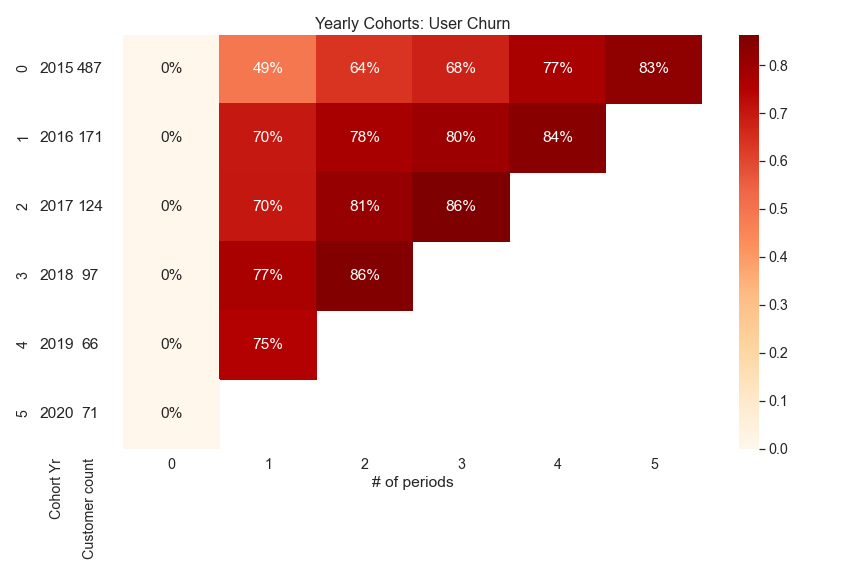 Yearly Cohorts: User Churn
0 2015 487 0% 49% 64% 68% 77% 83%
1 2016 171 0% 70% 78% 80% 84%
2 2017 124 0% 70% 81% 86%
3 2018 97 0% 77% 86%
4 2019 66 0% 75%
5 2020 71 0%
0 1 2 3 4 5
# of periods
Cohort Yr
Customer count
0.8
0.7
0.6
0.5
0.4
0.3
0.2
0.1
0.0